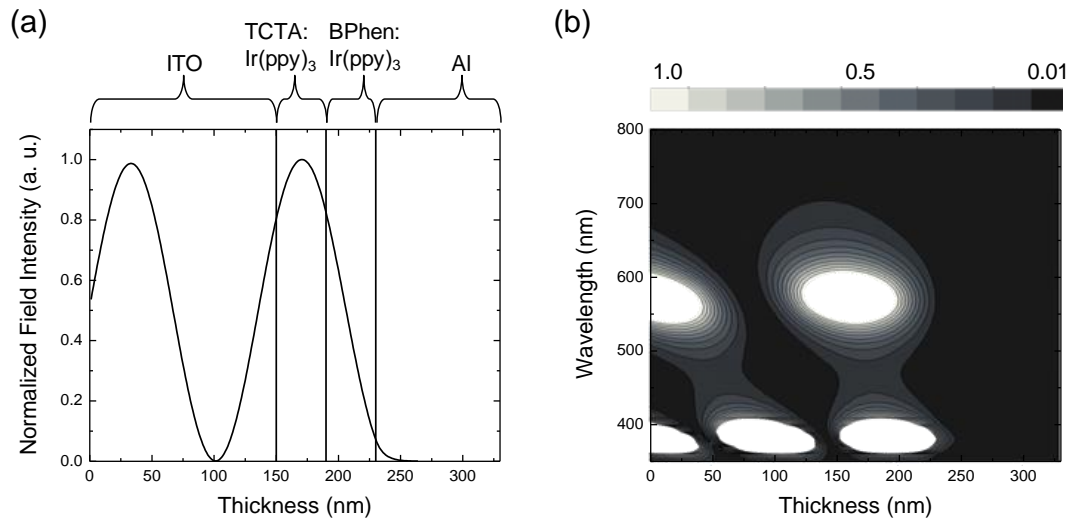 (a)
ITO
TCTA:
Ir(ppy)₃
BPhen:
Ir(ppy)₃
Al
Normalized Field Intensity (a. u.)
1.0
0.8
0.6
0.4
0.2
0.0
0 50 100 150 200 250 300
Thickness (nm)
(b)
1.0 0.5 0.01
Wavelength (nm)
800
700
600
500
400
0 50 100 150 200 250 300
Thickness (nm)